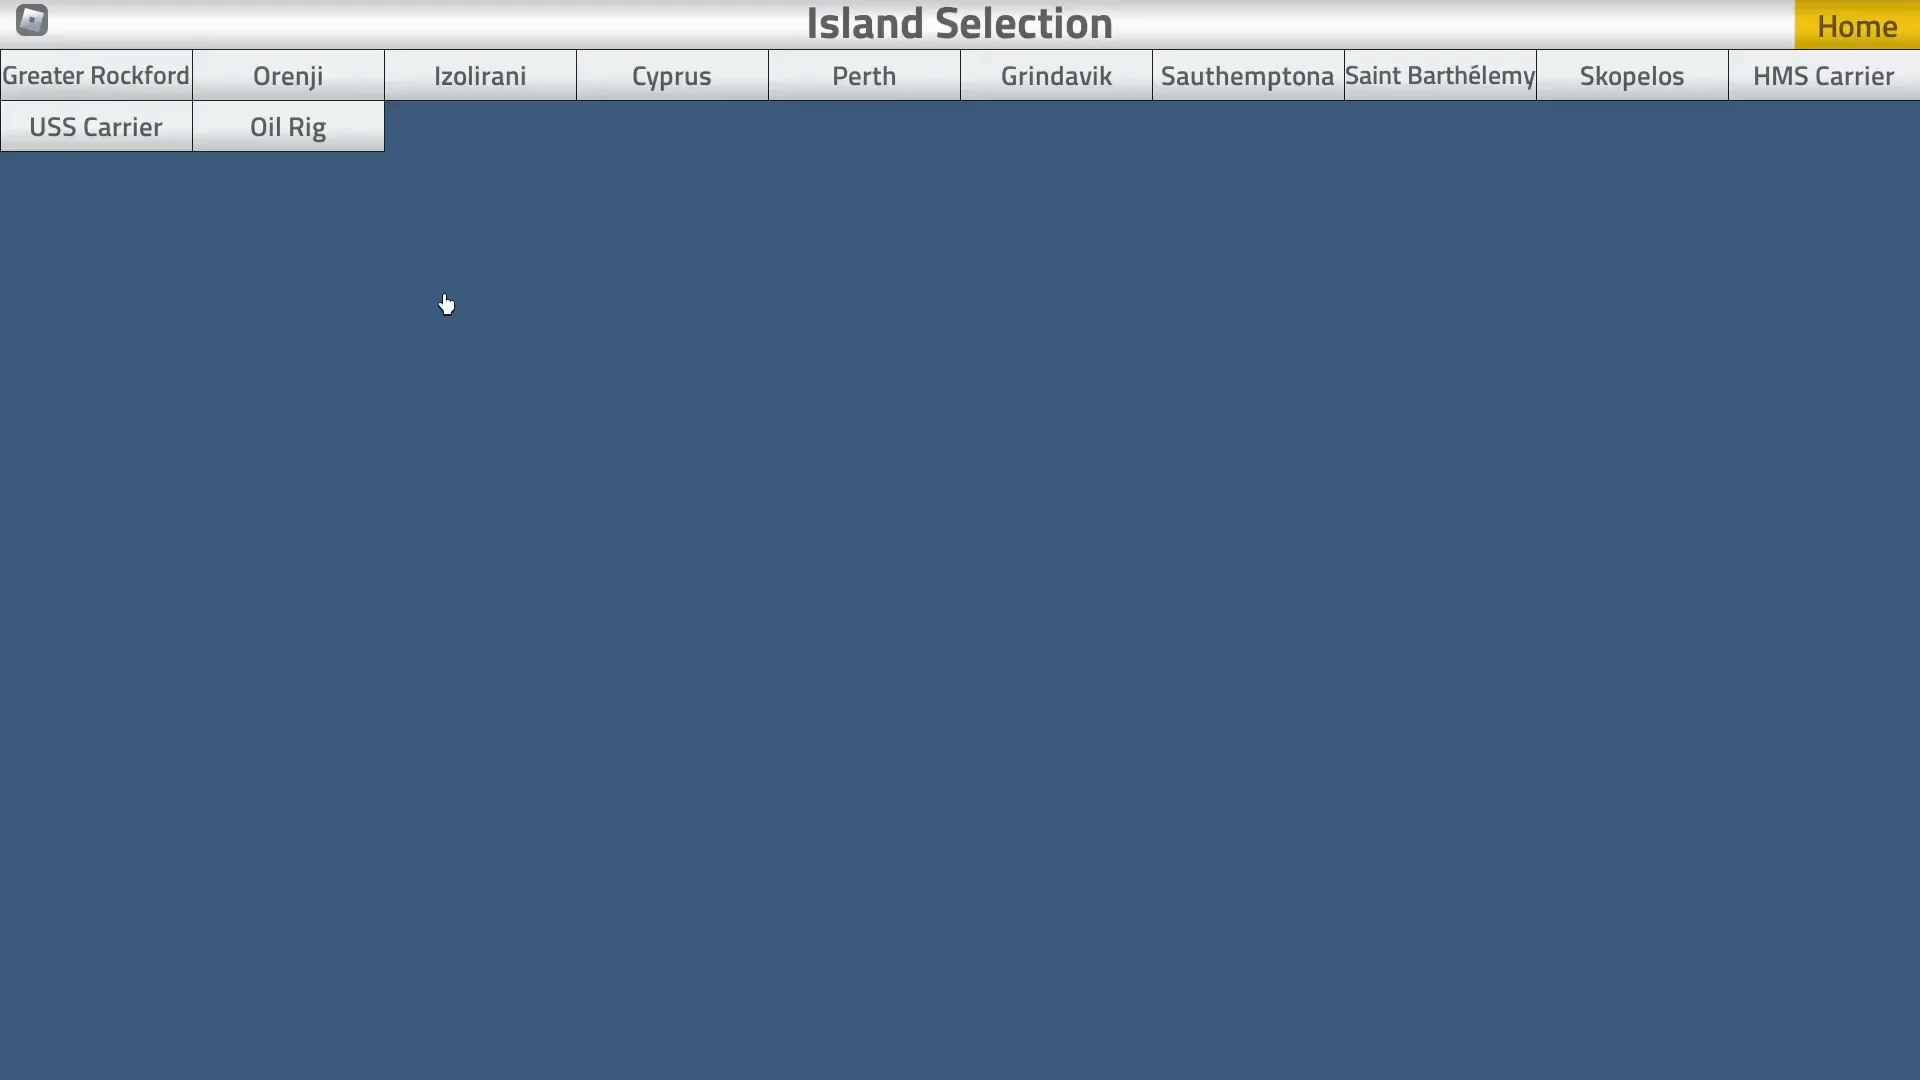 Island Selection
Home
Greater Rockford
Orenji
Izolirani
Cyprus
Perth
Grindavik
Sauthemptona
Saint Barthélemy
Skopelos
HMS Carrier
USS Carrier
Oil Rig